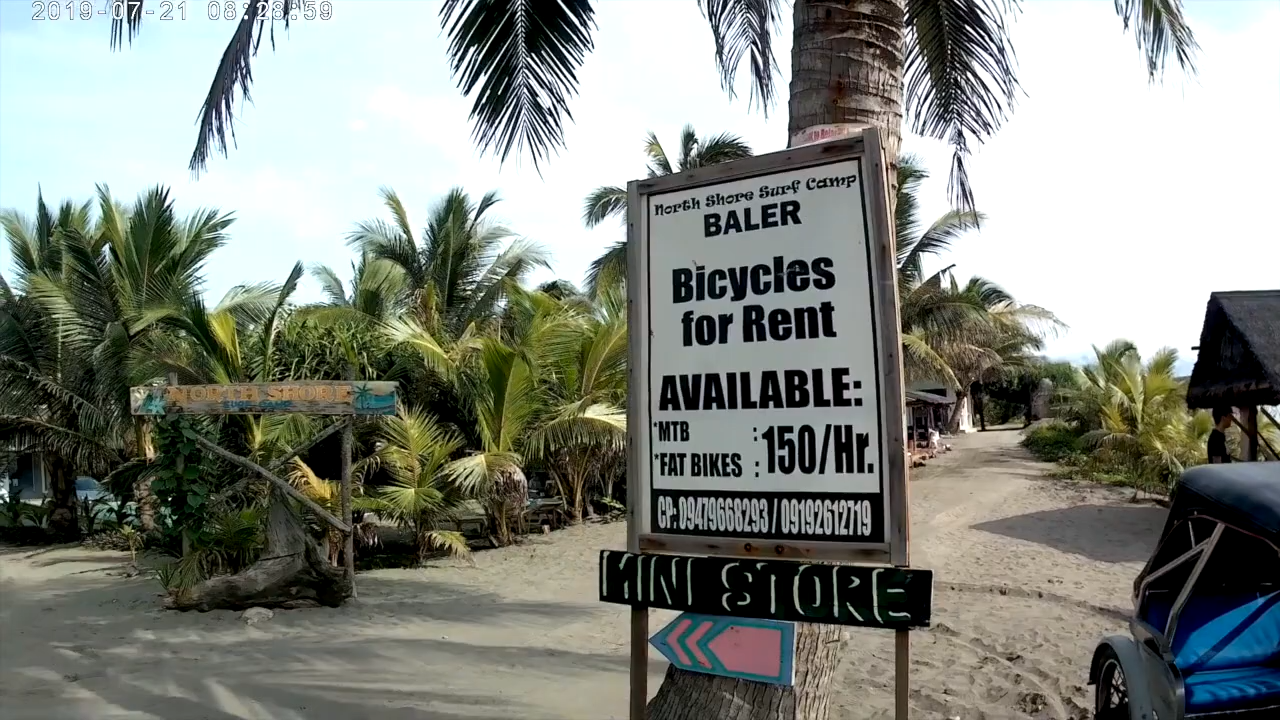 2019-07-21 08:28:59
North Shore Surf Camp
BALER
Bicycles
for Rent
AVAILABLE:
*MTB
*FAT BIKES
: 150/Hr.
:
CP: 09479668293 / 09192612719
MINI STORE
NORTH SHORE